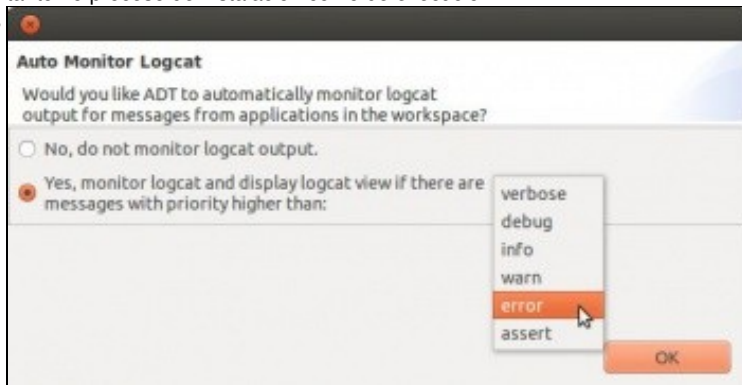 Auto Monitor Logcat
Would you like ADT to automatically monitor logcat
output for messages from applications in the workspace?
No, do not monitor logcat output.
Yes, monitor logcat and display logcat view if there are
messages with priority higher than:
verbose
debug
info
warn
error
assert
OK